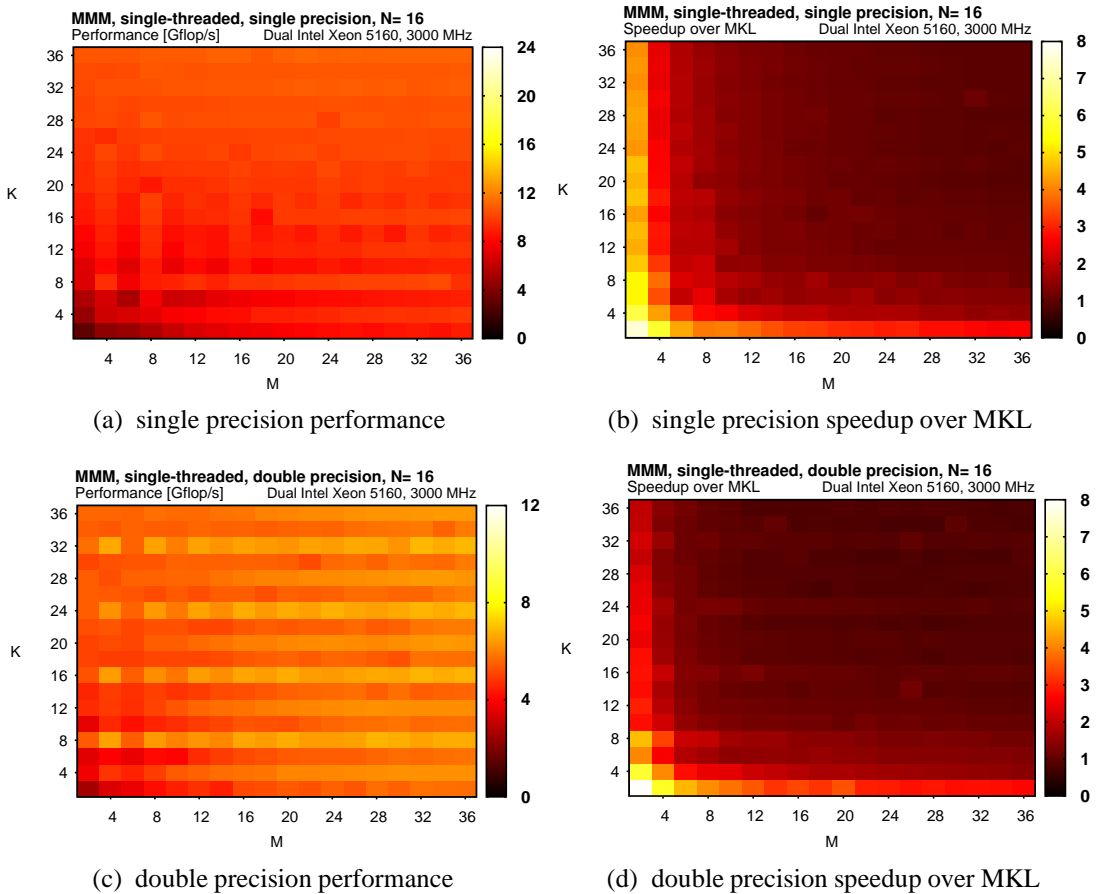 MMM, single-threaded, single precision, N= 16
Performance [Gflop/s] Dual Intel Xeon 5160, 3000 MHz
36
32
28
24
20
16
12
8
4
K
4 8 12 16 20 24 28 32 36
M
24
20
16
12
8
4
0
(a) single precision performance
MMM, single-threaded, single precision, N= 16
Speedup over MKL Dual Intel Xeon 5160, 3000 MHz
36
32
28
24
20
16
12
8
4
K
4 8 12 16 20 24 28 32 36
M
8
7
6
5
4
3
2
1
0
(b) single precision speedup over MKL
MMM, single-threaded, double precision, N= 16
Performance [Gflop/s] Dual Intel Xeon 5160, 3000 MHz
36
32
28
24
20
16
12
8
4
K
4 8 12 16 20 24 28 32 36
M
12
8
4
0
(c) double precision performance
MMM, single-threaded, double precision, N= 16
Speedup over MKL Dual Intel Xeon 5160, 3000 MHz
36
32
28
24
20
16
12
8
4
K
4 8 12 16 20 24 28 32 36
M
8
7
6
5
4
3
2
1
0
(d) double precision speedup over MKL